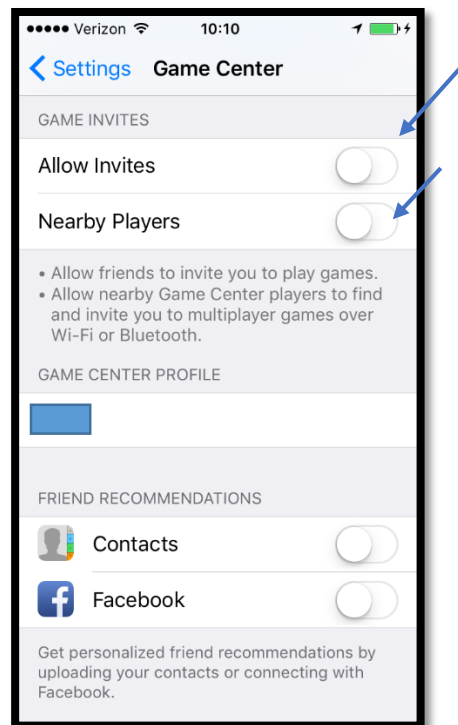 Verizon 10:10
Settings Game Center
GAME INVITES
Allow Invites
Nearby Players
• Allow friends to invite you to play games.
• Allow nearby Game Center players to find
and invite you to multiplayer games over
Wi-Fi or Bluetooth.
GAME CENTER PROFILE
FRIEND RECOMMENDATIONS
Contacts
Facebook
Get personalized friend recommendations by
uploading your contacts or connecting with
Facebook.